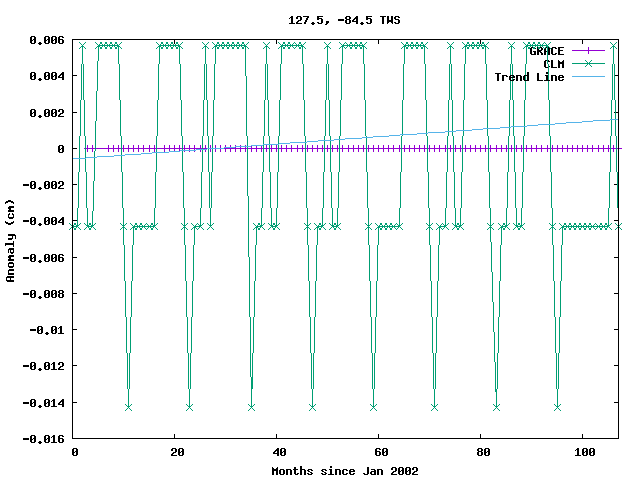 127.5, -84.5 TWS
0.006
0.004
0.002
0
-0.002
-0.004
-0.006
-0.008
-0.01
-0.012
-0.014
-0.016
Anomaly (cm)
GRACE
CLM
Trend Line
0 20 40 60 80 100
Months since Jan 2002